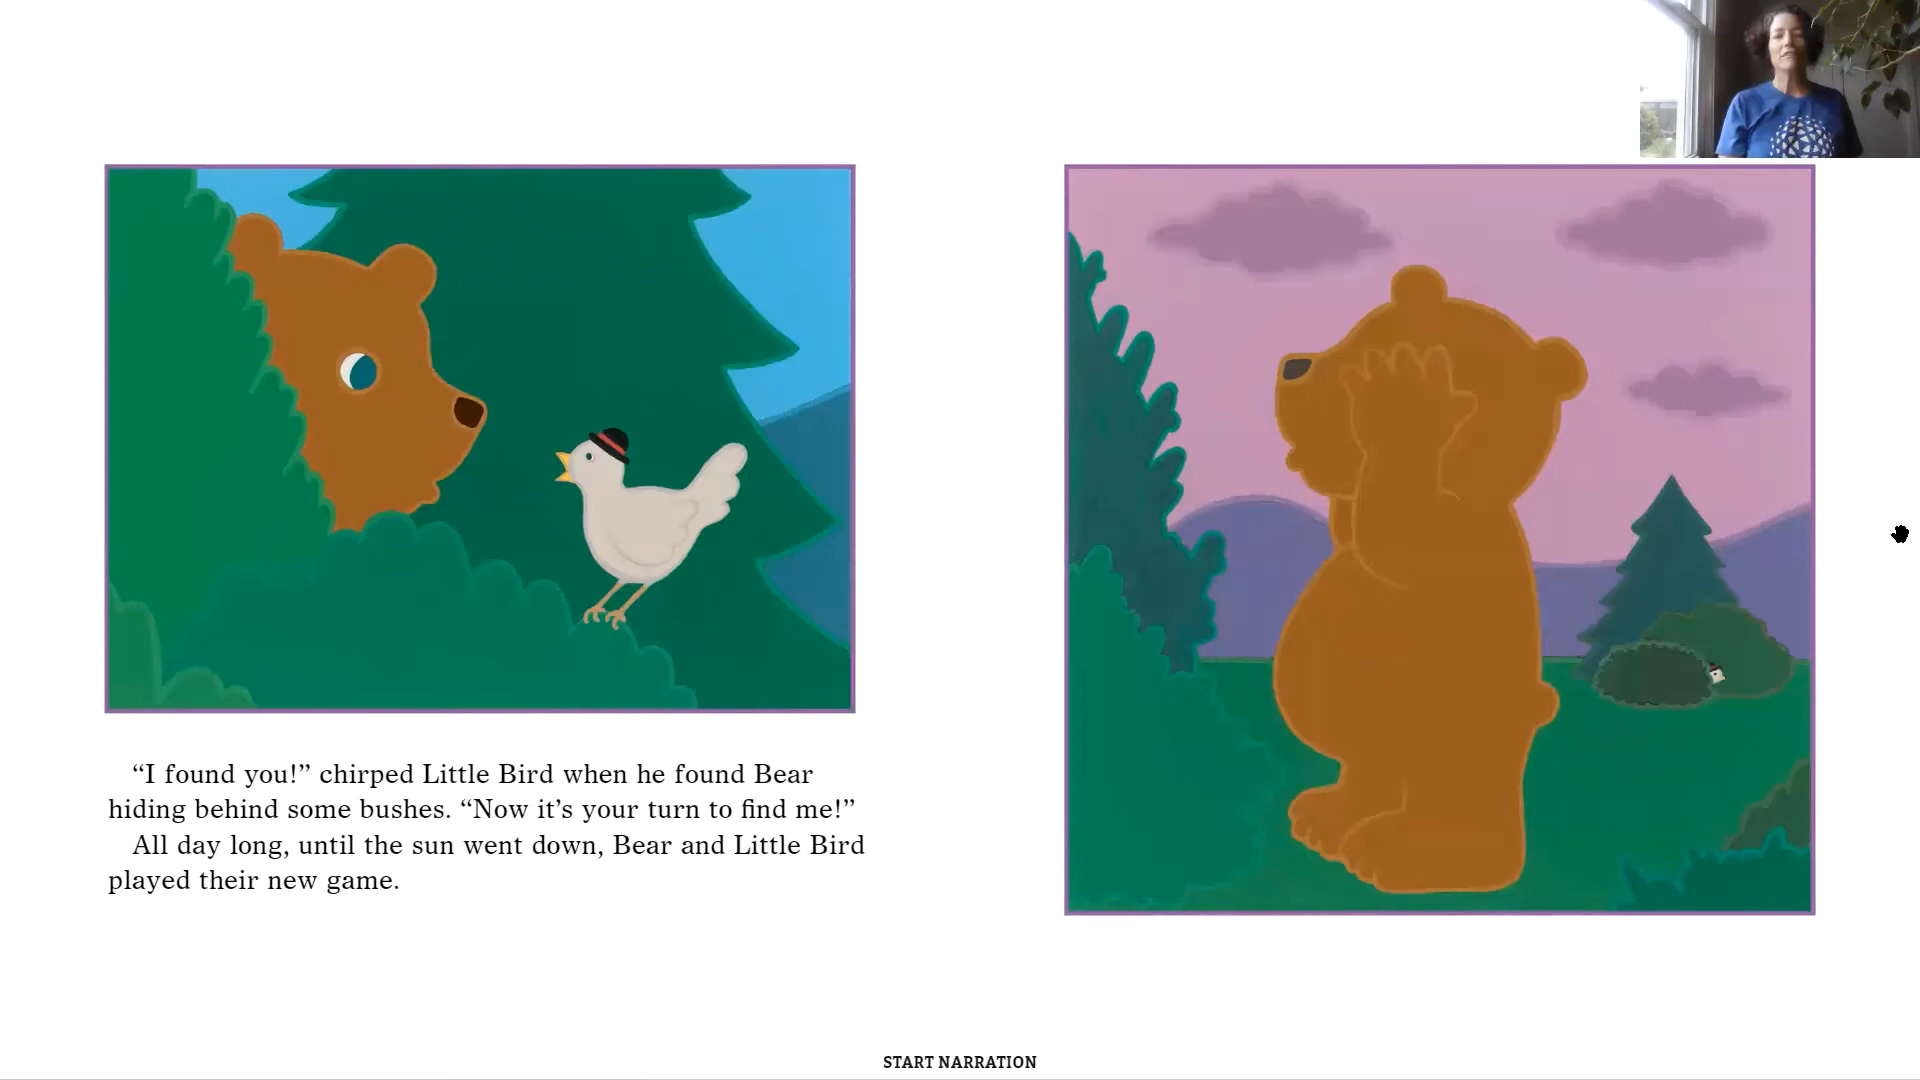 “I found you!” chirped Little Bird when he found Bear
hiding behind some bushes. “Now it’s your turn to find me!”
All day long, until the sun went down, Bear and Little Bird
played their new game.
START NARRATION